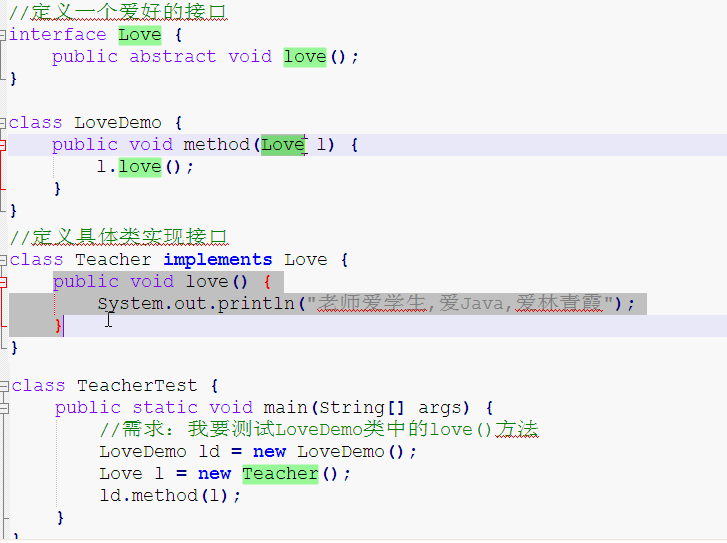 //定义一个爱好的接口
interface Love {
    public abstract void love();
}
class LoveDemo {
    public void method(Love l) {
        l.love();
    }
}
//定义具体类实现接口
class Teacher implements Love {
    public void love() {
        System.out.println("老师爱学生,爱Java,爱林青霞");
    }
}
class TeacherTest {
    public static void main(String[] args) {
        //需求: 我要测试LoveDemo类中的love()方法
        LoveDemo ld = new LoveDemo();
        Love l = new Teacher();
        ld.method(l);
    }
}